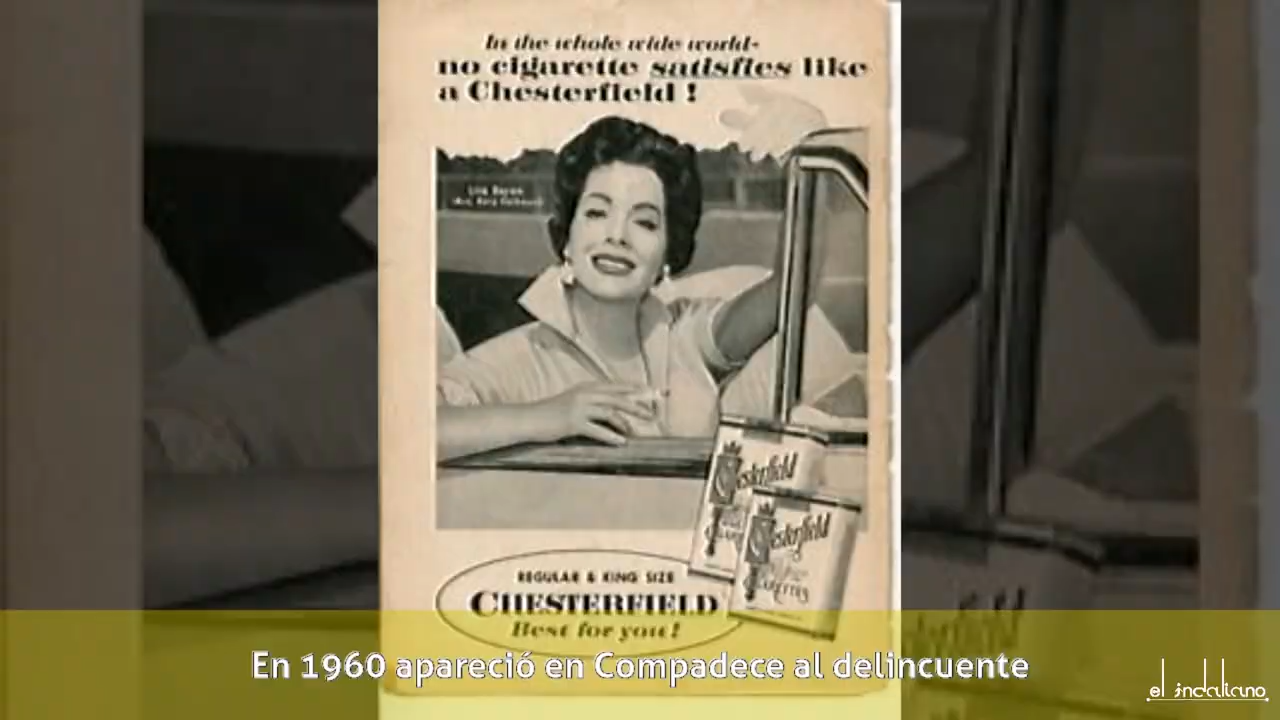 In the whole wide world-
no cigarette satisfies like
a Chesterfield !
Chesterfield
Chesterfield
CIGARETTES
REGULAR & KING SIZE
CHESTERFIELD
Best for you!
En 1960 apareció en Compadece al delincuente
el indaliano